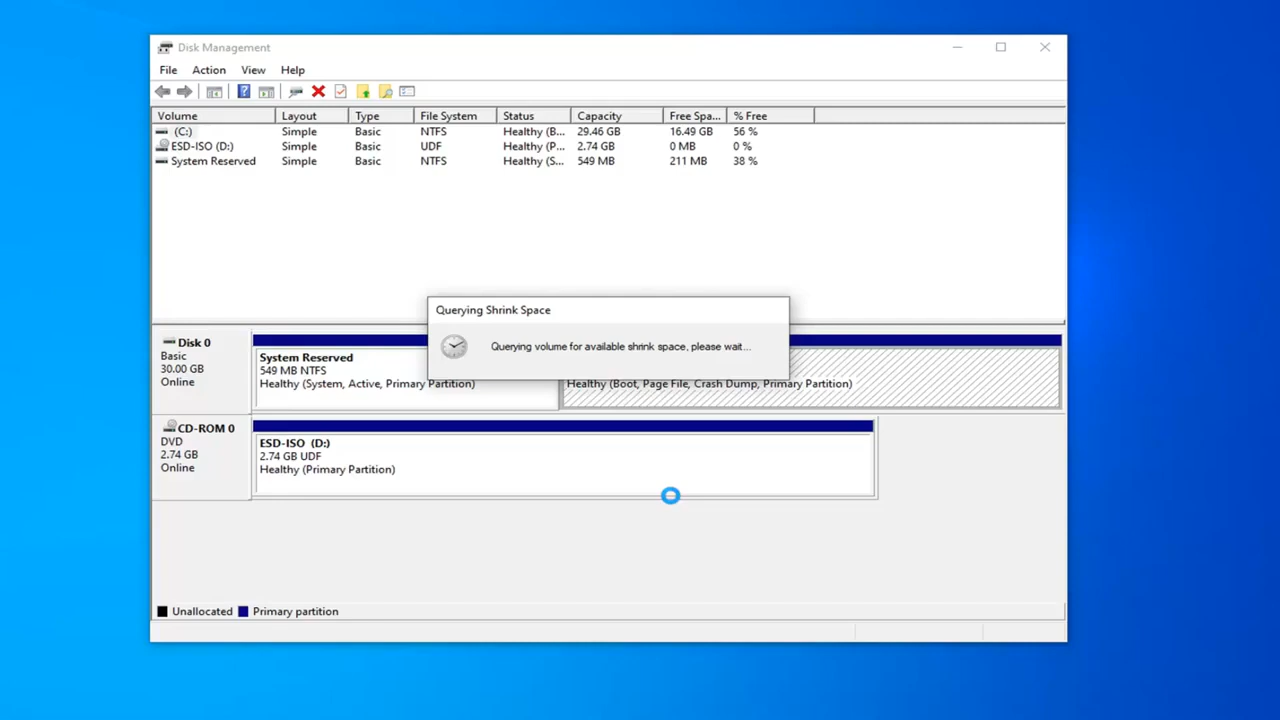 Disk Management
File Action View Help
Volume Layout Type File System Status Capacity Free Spa... % Free
(C:) Simple Basic NTFS Healthy (B... 29.46 GB 16.49 GB 56 %
ESD-ISO (D:) Simple Basic UDF Healthy (P... 2.74 GB 0 MB 0 %
System Reserved Simple Basic NTFS Healthy (S... 549 MB 211 MB 38 %
Querying Shrink Space
Querying volume for available shrink space, please wait...
Disk 0
Basic
30.00 GB
Online
System Reserved
549 MB NTFS
Healthy (System, Active, Primary Partition)
Healthy (Boot, Page File, Crash Dump, Primary Partition)
CD-ROM 0
DVD
2.74 GB
Online
ESD-ISO (D:)
2.74 GB UDF
Healthy (Primary Partition)
Unallocated Primary partition